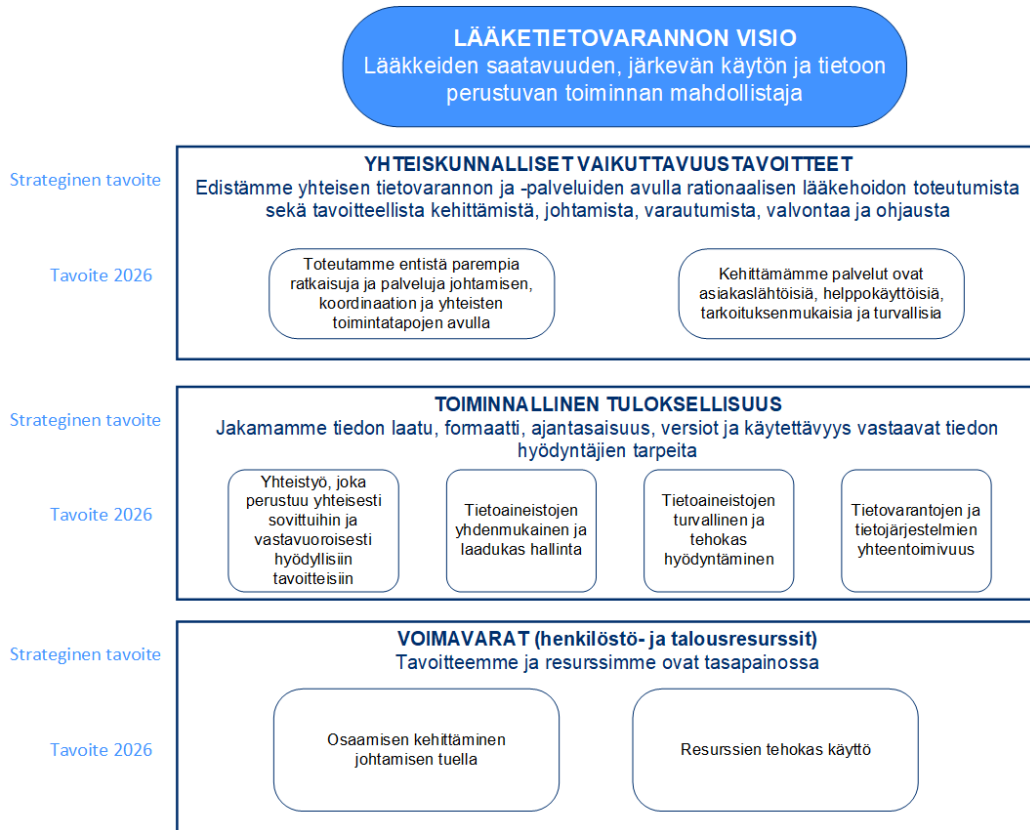 LÄÄKETIETOVARANNON VISIO
Lääkkeiden saatavuuden, järkevän käytön ja tietoon
perustuvan toiminnan mahdollistaja
YHTEISKUNNALLISET VAIKUTTAVUUSTAVOITTEET
Strateginen tavoite
Edistämme yhteisen tietovarannon ja -palveluiden avulla rationaalisen lääkehoidon toteutumista
sekä tavoitteellista kehittämistä, johtamista, varautumista, valvontaa ja ohjausta
Tavoite 2026
Toteutamme entistä parempia
ratkaisuja ja palveluja johtamisen,
koordinaation ja yhteisten
toimintatapojen avulla
Kehittämämme palvelut ovat
asiakaslähtöisiä, helppokäyttöisiä,
tarkoituksenmukaisia ja turvallisia
TOIMINNALLINEN TULOKSELLISUUS
Strateginen tavoite
Jakamamme tiedon laatu, formaatti, ajantasaisuus, versiot ja käytettävyys vastaavat tiedon
hyödyntäjien tarpeita
Tavoite 2026
Yhteistyö, joka
perustuu yhteisesti
sovittuihin ja
vastavuoroisesti
hyödyllisiin
tavoitteisiin
Tietoaineistojen
yhdenmukainen ja
laadukas hallinta
Tietoaineistojen
turvallinen ja
tehokas
hyödyntäminen
Tietovarantojen ja
tietojärjestelmien
yhteentoimivuus
VOIMAVARAT (henkilöstö- ja talousresurssit)
Strateginen tavoite
Tavoitteemme ja resurssimme ovat tasapainossa
Tavoite 2026
Osaamisen kehittäminen
johtamisen tuella
Resurssien tehokas käyttö